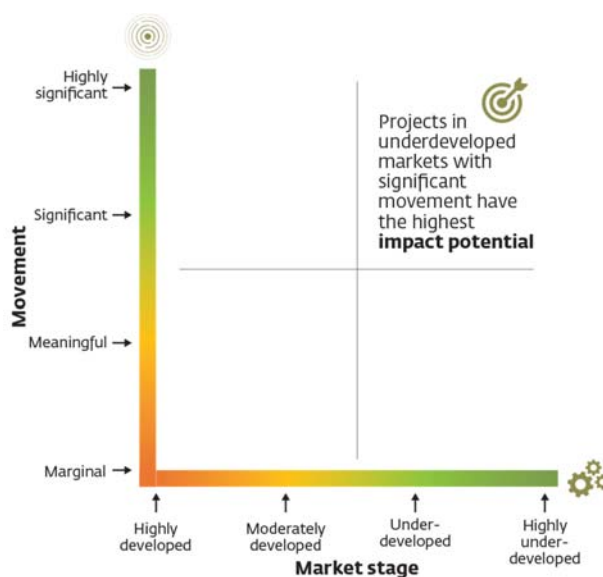 Highly
significant
Significant
Meaningful
Marginal
Movement
Projects in
underdeveloped
markets with
significant
movement have
the highest
impact potential
Highly
developed
Moderately
developed
Under-
developed
Highly
under-
developed
Market stage